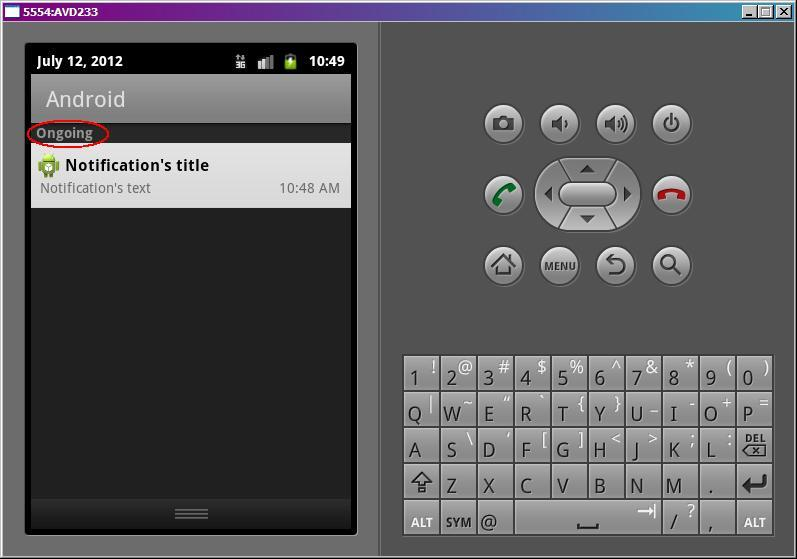 5554:AVD233
July 12, 2012 3G 10:49
Android
Ongoing
Notification's title
Notification's text 10:48 AM
MENU
1 ! 2 @ 3 # 4 $ 5 % 6 ^ 7 & 8 * 9 ( 0 )
Q | W ~ E “ R ` T { Y } U _ I - O + P =
A S \ D ‘ F [ G ] H < J > K ; L : DEL
Z X C V B N M .
ALT SYM @ / ? , ALT